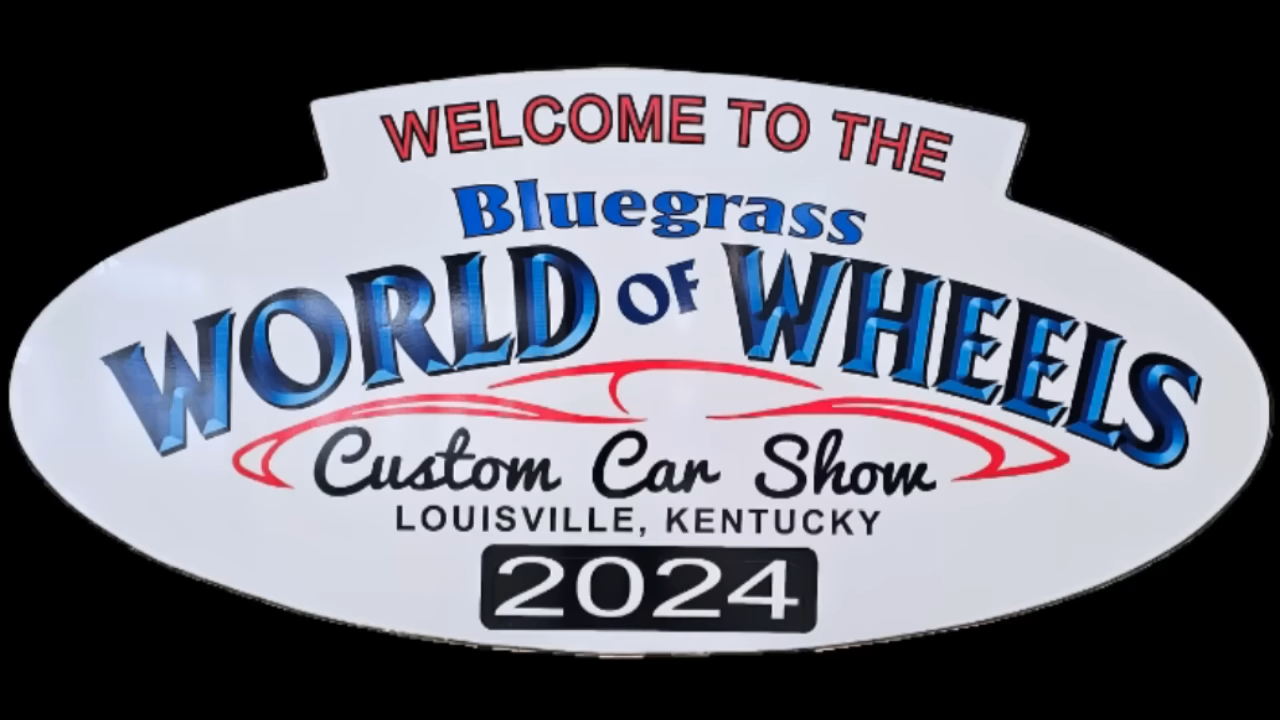 WELCOME TO THE
Bluegrass
WORLD OF WHEELS
Custom Car Show
LOUISVILLE, KENTUCKY
2024